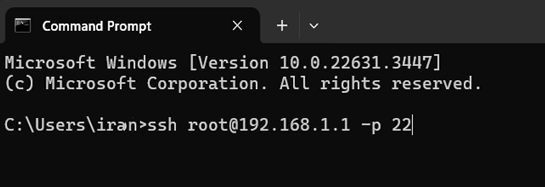 Command Prompt
Microsoft Windows [Version 10.0.22631.3447]
(c) Microsoft Corporation. All rights reserved.
C:\Users\iran>ssh root@192.168.1.1 -p 22